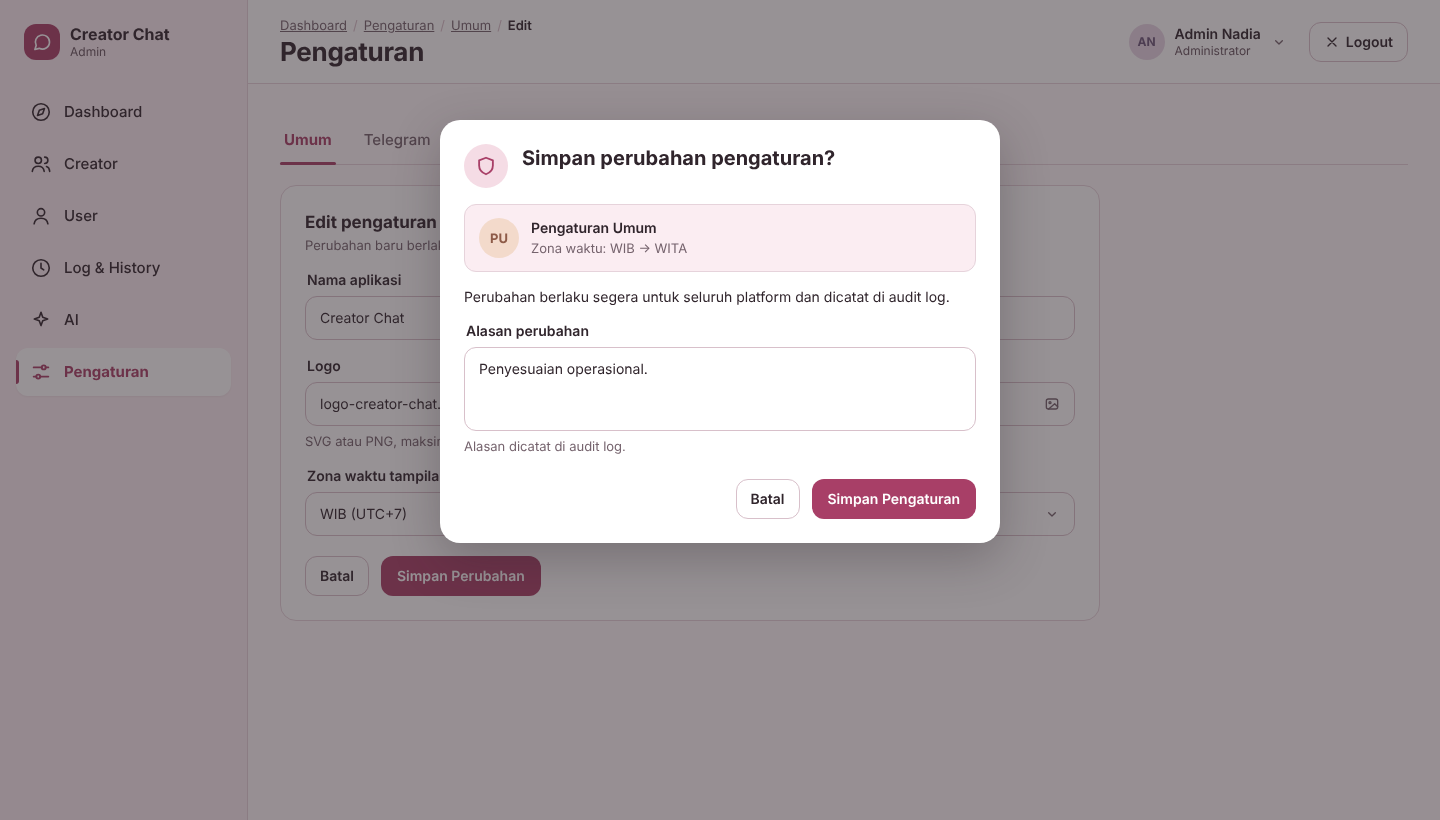 Creator Chat
Admin
Dashboard
Creator
User
Log & History
AI
Pengaturan
Dashboard / Pengaturan / Umum / Edit
Pengaturan
AN
Admin Nadia
Administrator
Logout
Umum
Telegram
Edit pengaturan
Perubahan baru
Nama aplikasi
Creator Chat
Logo
logo-creator-chat.
SVG atau PNG,
Zona waktu
WIB (UTC+7)
Batal
Simpan Perubahan
Simpan perubahan pengaturan?
PU
Pengaturan Umum
Zona waktu: WIB → WITA
Perubahan berlaku segera untuk seluruh platform dan dicatat di audit log.
Alasan perubahan
Penyesuaian operasional.
Alasan dicatat di audit log.
Batal
Simpan Pengaturan